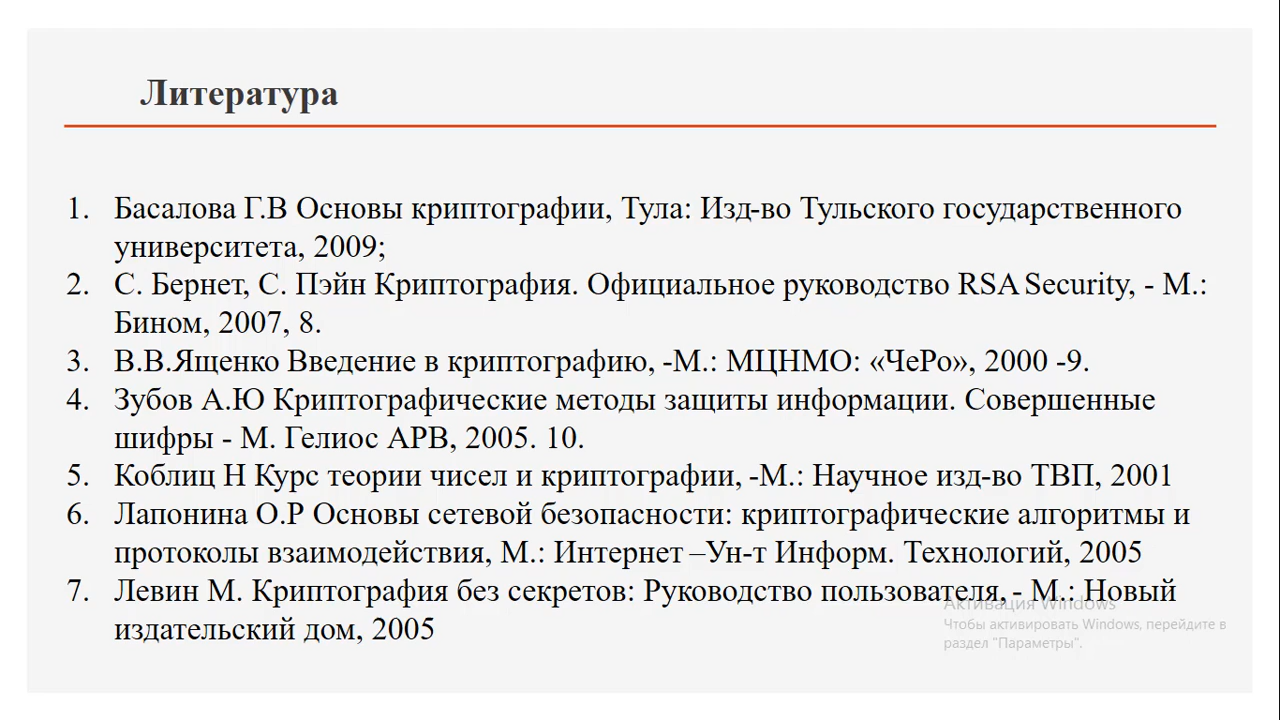 Литература
1. Басалова Г.В Основы криптографии, Тула: Изд-во Тульского государственного
университета, 2009;
2. С. Бернет, С. Пэйн Криптография. Официальное руководство RSA Security, - М.:
Бином, 2007, 8.
3. В.В.Ященко Введение в криптографию, -М.: МЦНМО: «ЧеРо», 2000 -9.
4. Зубов А.Ю Криптографические методы защиты информации. Совершенные
шифры - М. Гелиос АРВ, 2005. 10.
5. Коблиц Н Курс теории чисел и криптографии, -М.: Научное изд-во ТВП, 2001
6. Лапонина О.Р Основы сетевой безопасности: криптографические алгоритмы и
протоколы взаимодействия, М.: Интернет –Ун-т Информ. Технологий, 2005
7. Левин М. Криптография без секретов: Руководство пользователя, - М.: Новый
издательский дом, 2005
Активация Windows
Чтобы активировать Windows, перейдите в
раздел "Параметры".